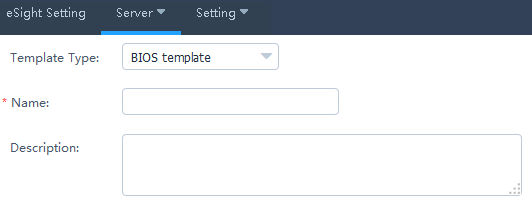 eSight Setting Server Setting
Template Type: BIOS template
* Name:
Description: